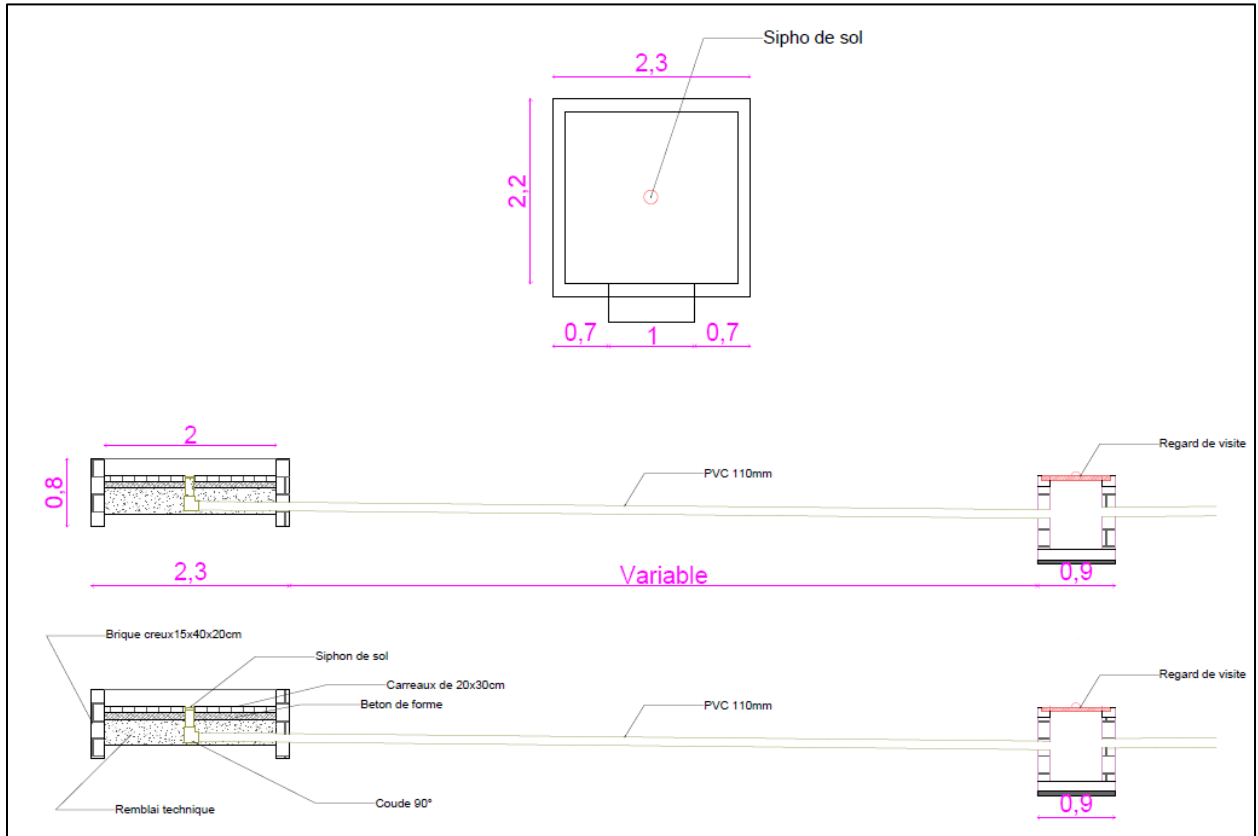 Sipho de sol
2,3
2,2
0,7 1 0,7
2
Regard de visite
PVC 110mm
0,8
2,3 Variable 0,9
Brique creux15x40x20cm
Siphon de sol
Regard de visite
Carreaux de 20x30cm
Beton de forme
PVC 110mm
Remblai technique
Coude 90°
0,9